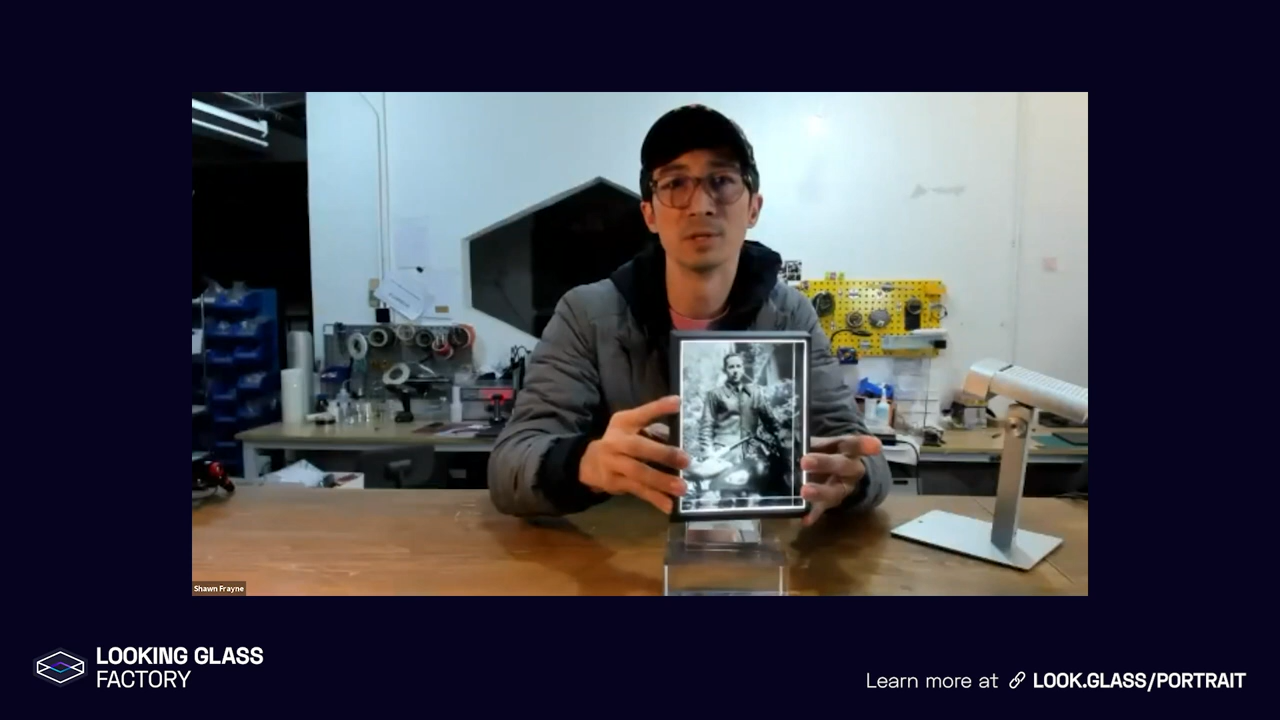 Shawn Frayne
LOOKING GLASS
FACTORY
Learn more at LOOK.GLASS/PORTRAIT